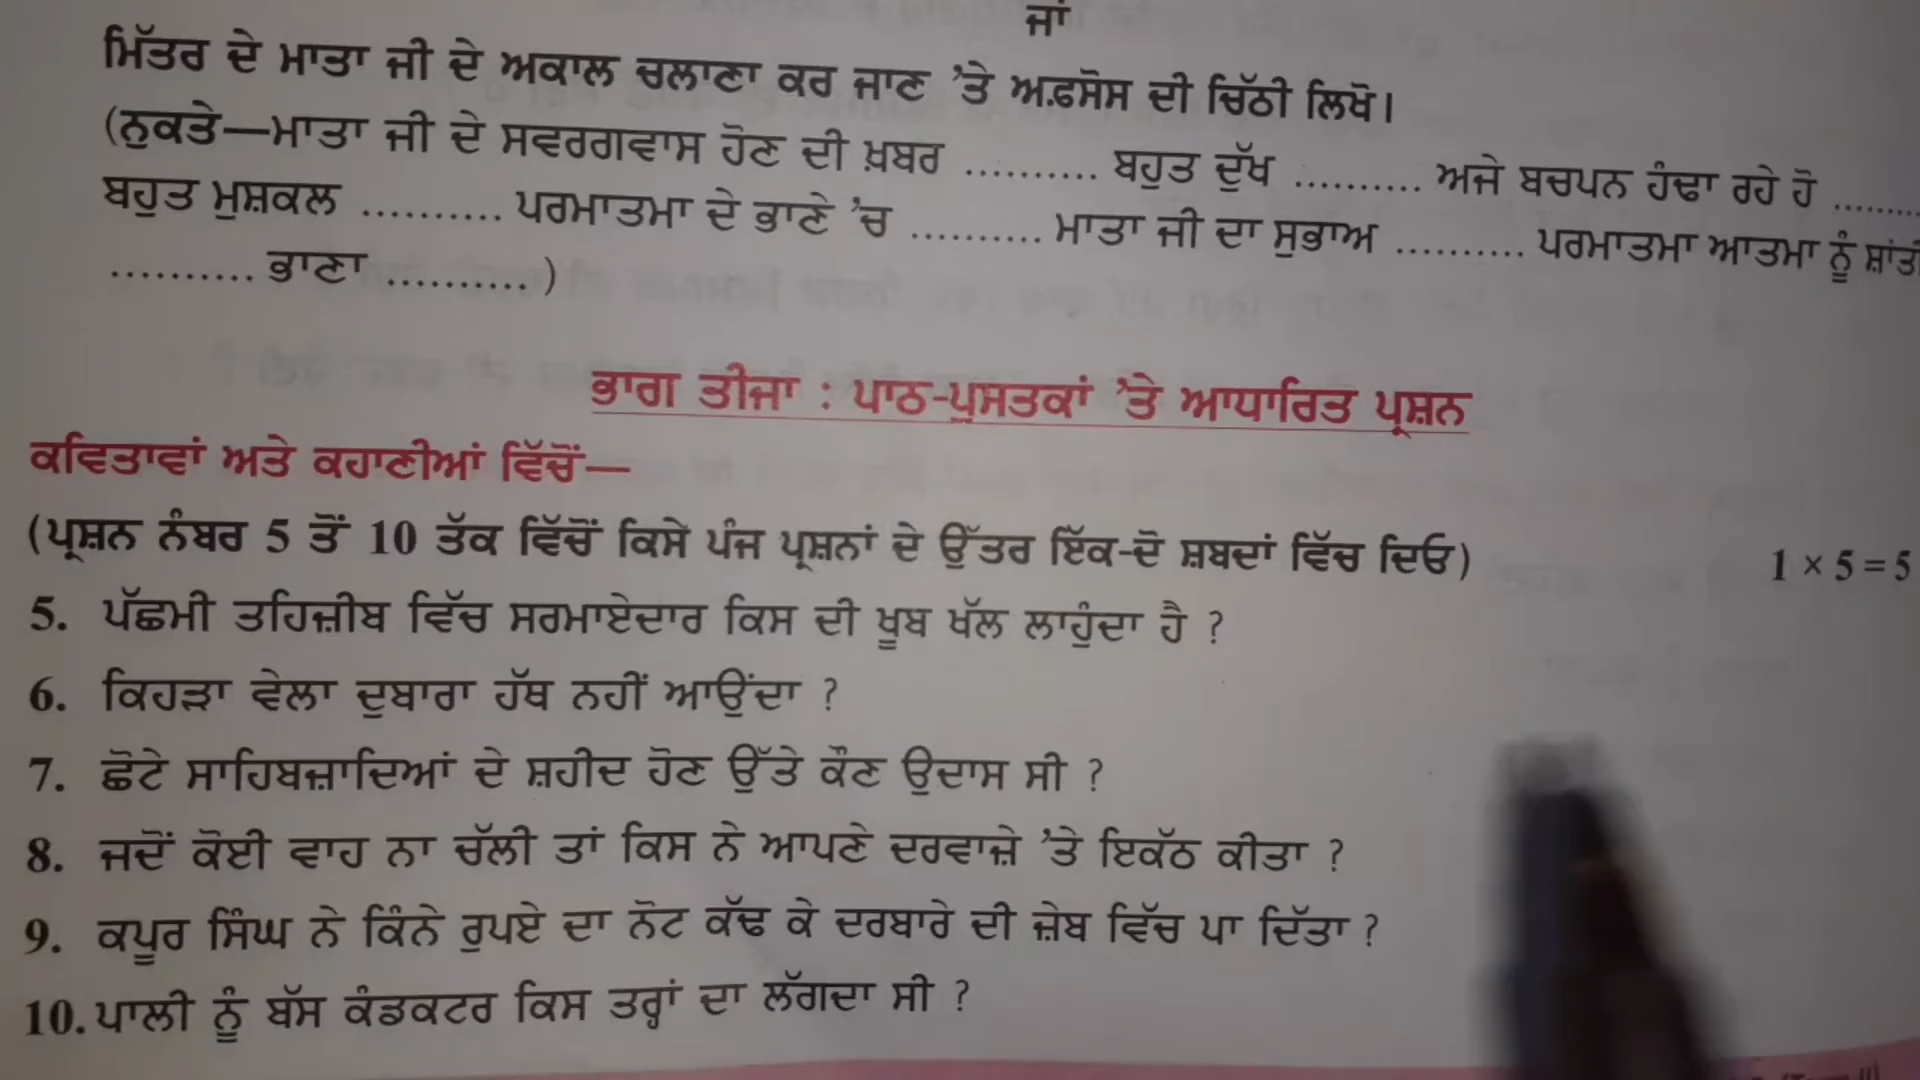 ਜਾਂ
ਮਿੱਤਰ ਦੇ ਮਾਤਾ ਜੀ ਦੇ ਅਕਾਲ ਚਲਾਣਾ ਕਰ ਜਾਣ 'ਤੇ ਅਫ਼ਸੋਸ ਦੀ ਚਿੱਠੀ ਲਿਖੋ।
(ਨੁਕਤੇ—ਮਾਤਾ ਜੀ ਦੇ ਸਵਰਗਵਾਸ ਹੋਣ ਦੀ ਖ਼ਬਰ .......... ਬਹੁਤ ਦੁੱਖ .......... ਅਜੇ ਬਚਪਨ ਹੰਢਾ ਰਹੇ ਹੋ ........
ਬਹੁਤ ਮੁਸ਼ਕਲ .......... ਪਰਮਾਤਮਾ ਦੇ ਭਾਣੇ 'ਚ .......... ਮਾਤਾ ਜੀ ਦਾ ਸੁਭਾਅ .......... ਪਰਮਾਤਮਾ ਆਤਮਾ ਨੂੰ
.......... ਭਾਣਾ ..........)
ਭਾਗ ਤੀਜਾ : ਪਾਠ-ਪੁਸਤਕਾਂ 'ਤੇ ਆਧਾਰਿਤ ਪ੍ਰਸ਼ਨ
ਕਵਿਤਾਵਾਂ ਅਤੇ ਕਹਾਣੀਆਂ ਵਿੱਚੋਂ—
(ਪ੍ਰਸ਼ਨ ਨੰਬਰ 5 ਤੋਂ 10 ਤੱਕ ਵਿੱਚੋਂ ਕਿਸੇ ਪੰਜ ਪ੍ਰਸ਼ਨਾਂ ਦੇ ਉੱਤਰ ਇੱਕ-ਦੋ ਸ਼ਬਦਾਂ ਵਿੱਚ ਦਿਓ) 1 × 5 = 5
5. ਪੱਛਮੀ ਤਹਿਜ਼ੀਬ ਵਿੱਚ ਸਰਮਾਏਦਾਰ ਕਿਸ ਦੀ ਖ਼ੂਬ ਖੱਲ ਲਾਹੁੰਦਾ ਹੈ ?
6. ਕਿਹੜਾ ਵੇਲਾ ਦੁਬਾਰਾ ਹੱਥ ਨਹੀਂ ਆਉਂਦਾ ?
7. ਛੋਟੇ ਸਾਹਿਬਜ਼ਾਦਿਆਂ ਦੇ ਸ਼ਹੀਦ ਹੋਣ ਉੱਤੇ ਕੌਣ ਉਦਾਸ ਸੀ ?
8. ਜਦੋਂ ਕੋਈ ਵਾਹ ਨਾ ਚੱਲੀ ਤਾਂ ਕਿਸ ਨੇ ਆਪਣੇ ਦਰਵਾਜ਼ੇ 'ਤੇ ਇਕੱਠ ਕੀਤਾ ?
9. ਕਪੂਰ ਸਿੰਘ ਨੇ ਕਿੰਨੇ ਰੁਪਏ ਦਾ ਨੋਟ ਕੱਢ ਕੇ ਦਰਬਾਰੇ ਦੀ ਜ਼ੇਬ ਵਿੱਚ ਪਾ ਦਿੱਤਾ ?
10. ਪਾਲੀ ਨੂੰ ਬੱਸ ਕੰਡਕਟਰ ਕਿਸ ਤਰ੍ਹਾਂ ਦਾ ਲੱਗਦਾ ਸੀ ?